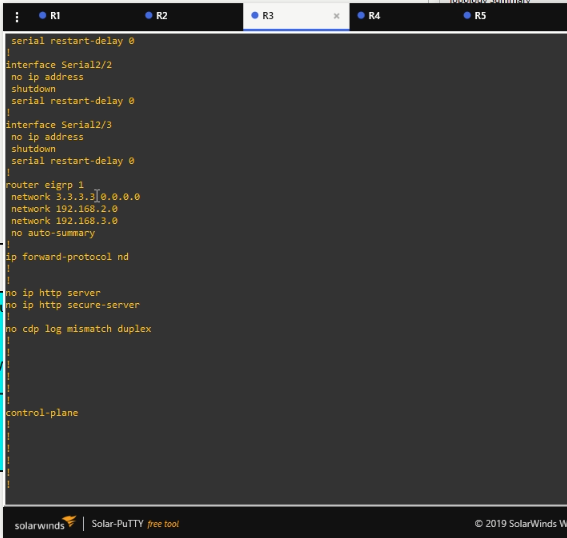 Topology Summary
R1 R2 R3 × R4 R5
serial restart-delay 0
!
interface Serial2/2
no ip address
shutdown
serial restart-delay 0
!
interface Serial2/3
no ip address
shutdown
serial restart-delay 0
!
router eigrp 1
network 3.3.3.3 0.0.0.0
network 192.168.2.0
network 192.168.3.0
no auto-summary
!
ip forward-protocol nd
!
!
no ip http server
no ip http secure-server
!
no cdp log mismatch duplex
!
!
!
!
!
!
control-plane
!
!
!
!
!
!
solarwinds | Solar-PuTTY free tool © 2019 SolarWinds W